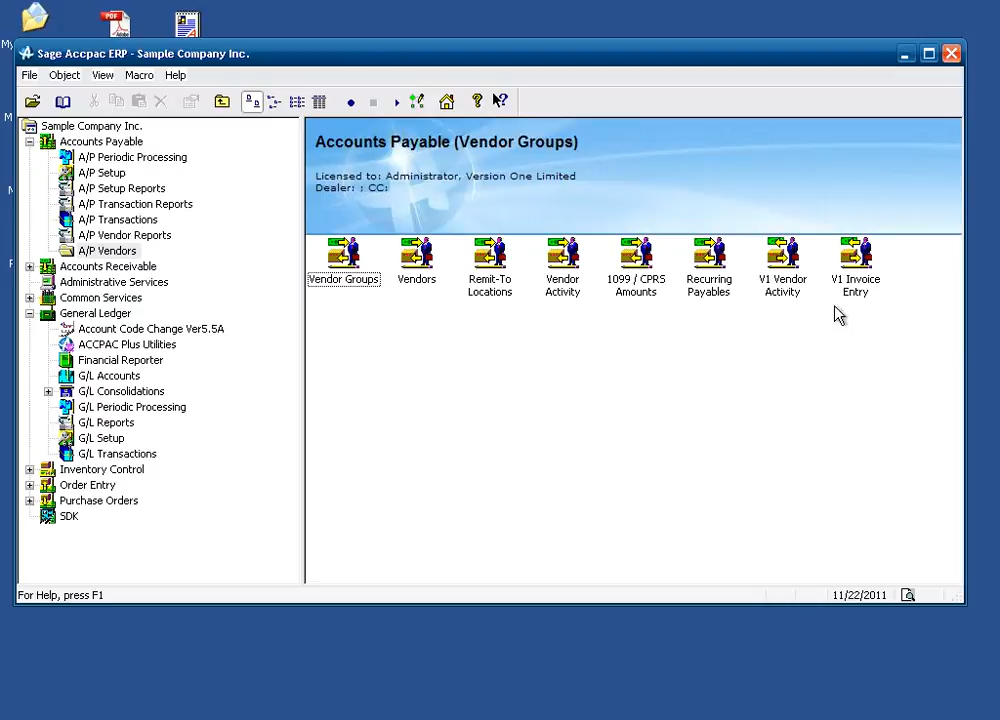 PDF
My
M
M
F
Sage Accpac ERP - Sample Company Inc.
File Object View Macro Help
Sample Company Inc.
Accounts Payable
A/P Periodic Processing
A/P Setup
A/P Setup Reports
A/P Transaction Reports
A/P Transactions
A/P Vendor Reports
A/P Vendors
Accounts Receivable
Administrative Services
Common Services
General Ledger
Account Code Change Ver5.5A
ACCPAC Plus Utilities
Financial Reporter
G/L Accounts
G/L Consolidations
G/L Periodic Processing
G/L Reports
G/L Setup
G/L Transactions
Inventory Control
Order Entry
Purchase Orders
SDK
Accounts Payable (Vendor Groups)
Licensed to: Administrator, Version One Limited
Dealer: ; CC:
Vendor Groups
Vendors
Remit-To
Locations
Vendor
Activity
1099 / CPRS
Amounts
Recurring
Payables
V1 Vendor
Activity
V1 Invoice
Entry
For Help, press F1
11/22/2011